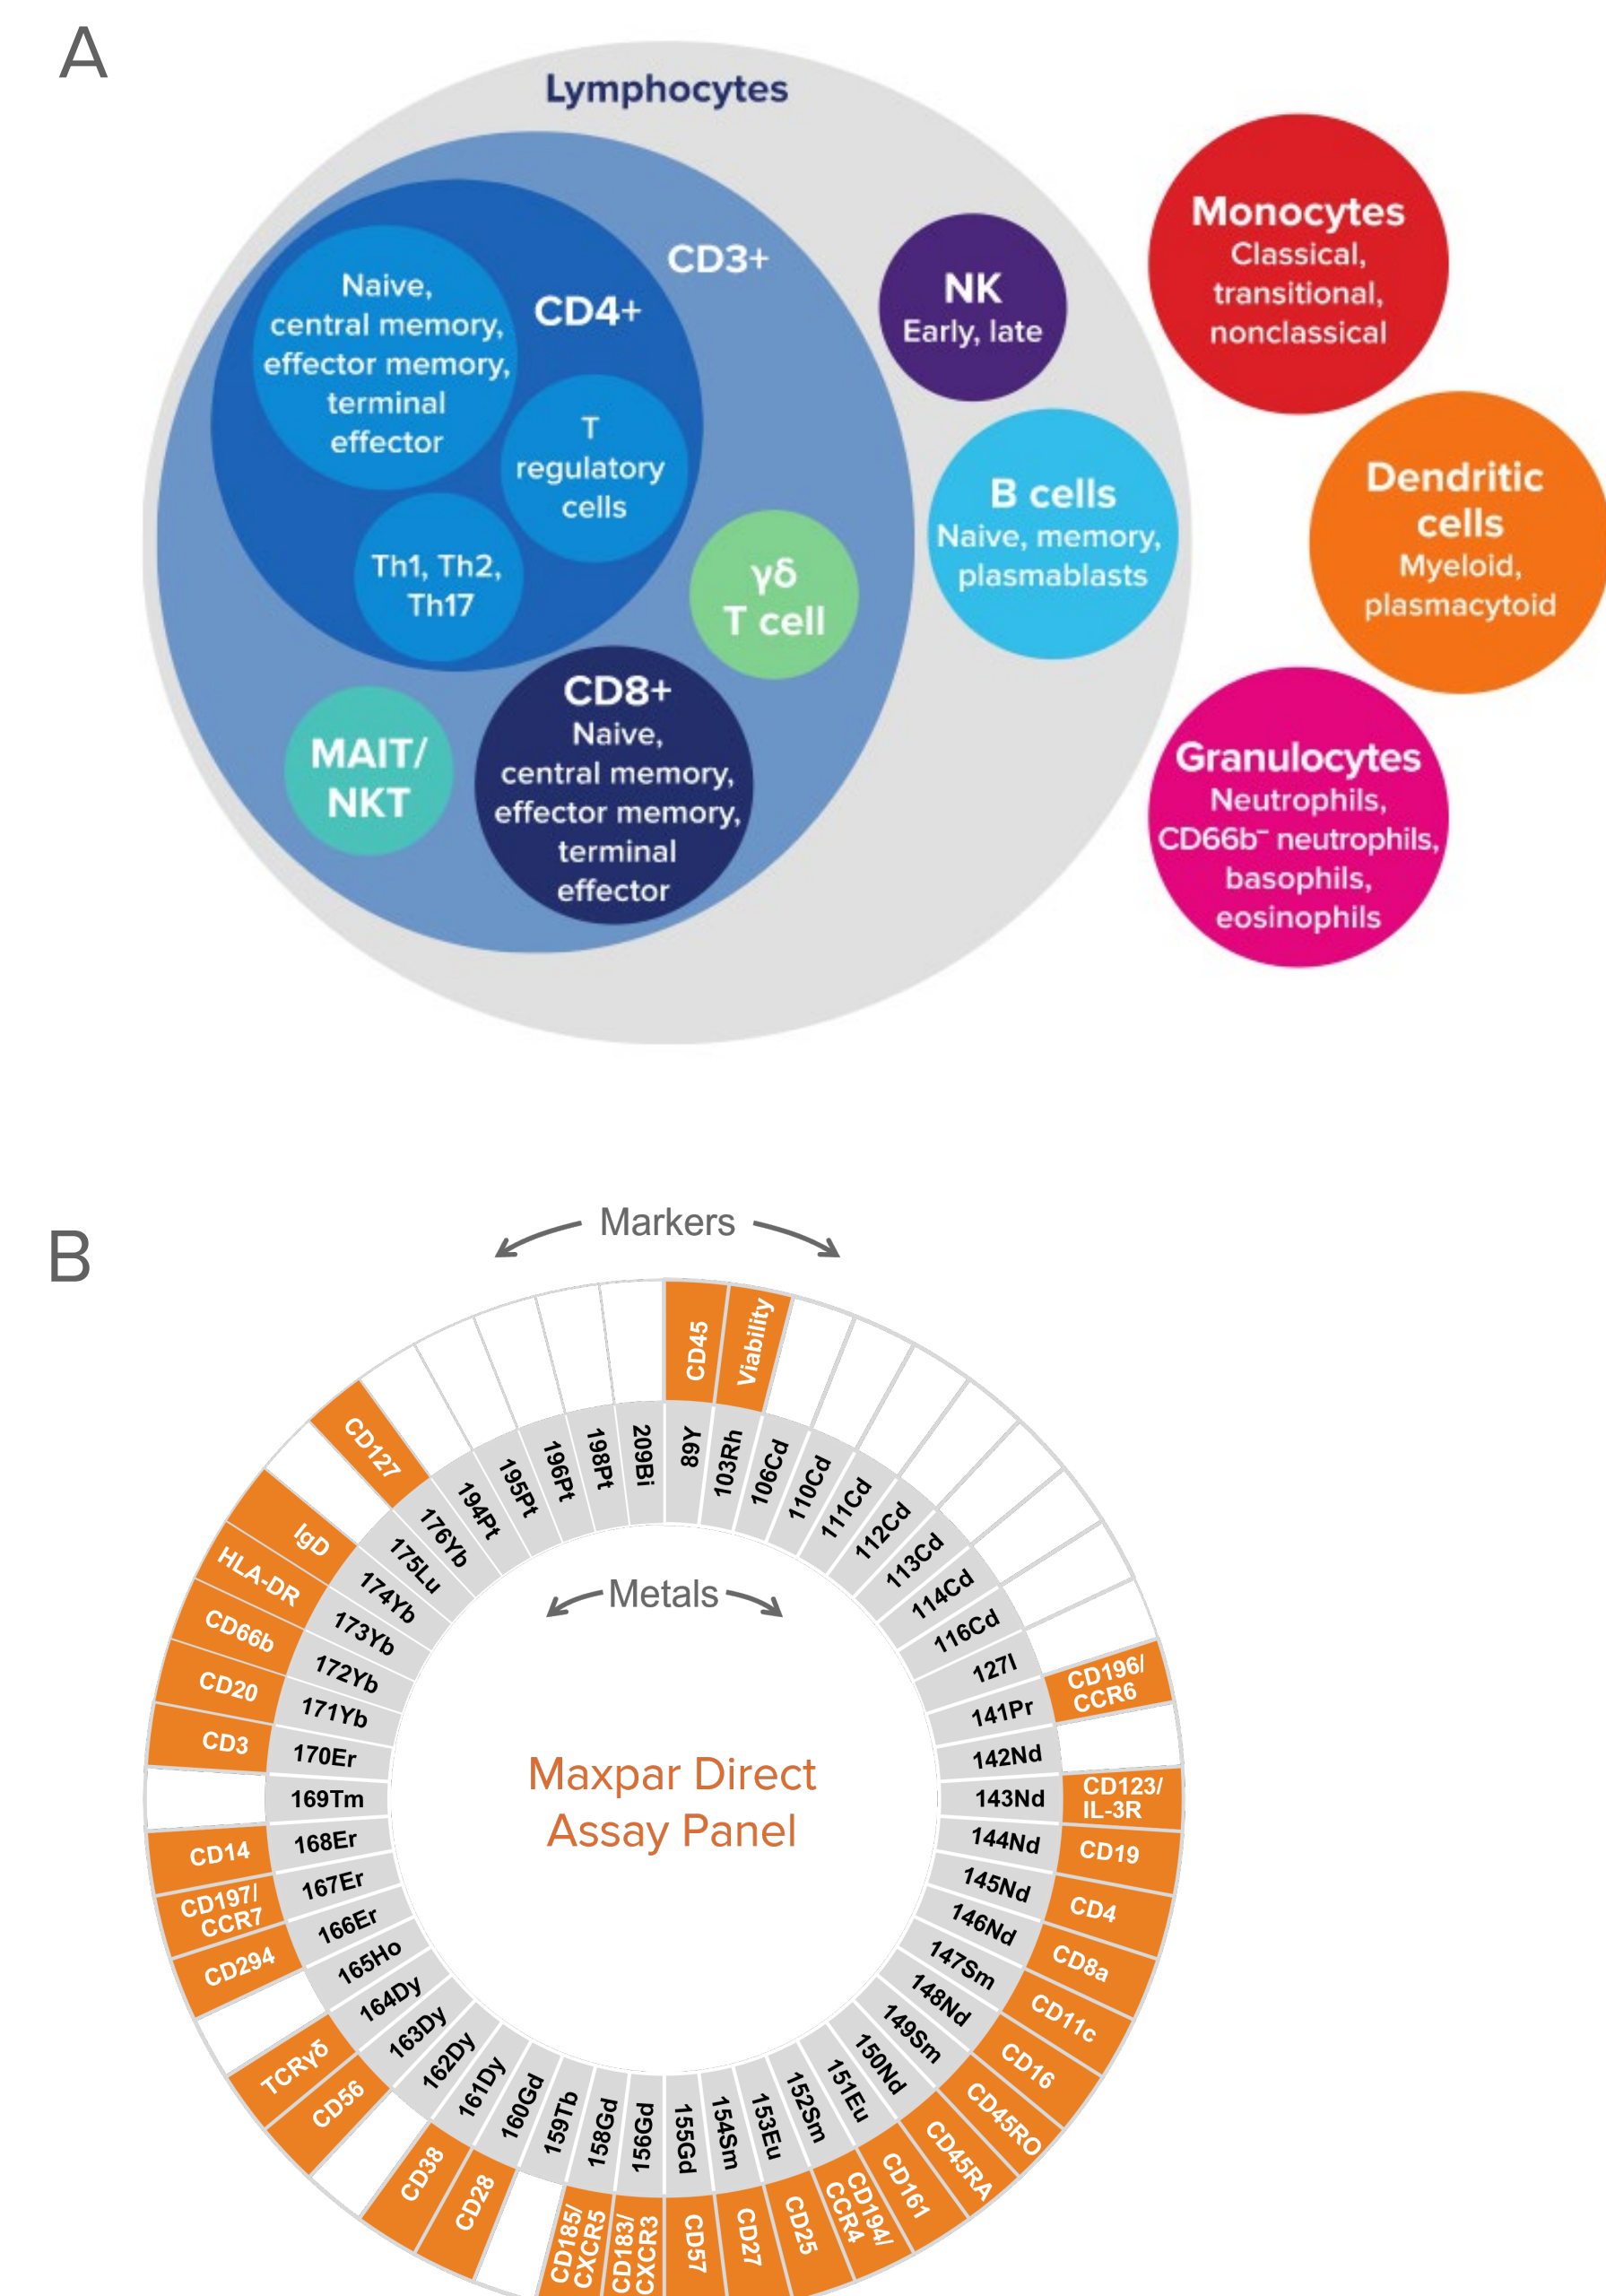 A
Lymphocytes
CD3+
CD4+
Naive,
central memory,
effector memory,
terminal
effector
T
regulatory
cells
Th1, Th2,
Th17
γδ
T cell
MAIT/
NKT
CD8+
Naive,
central memory,
effector memory,
terminal
effector
NK
Early, late
B cells
Naive, memory,
plasmablasts
Monocytes
Classical,
transitional,
nonclassical
Dendritic
cells
Myeloid,
plasmacytoid
Granulocytes
Neutrophils,
CD66b⁻ neutrophils,
basophils,
eosinophils
B
Markers
Metals
Maxpar Direct
Assay Panel
CD45
Viability
CD196/
CCR6
CD123/
IL-3R
CD19
CD4
CD8a
CD11c
CD16
CD45RO
CD45RA
CD161
CD194/
CCR4
CD25
CD27
CD57
CD183/
CXCR3
CD185/
CXCR5
CD28
CD38
CD56
TCRγδ
CD294
CD197/
CCR7
CD14
CD3
CD20
CD66b
HLA-DR
IgD
CD127
89Y
103Rh
106Cd
110Cd
111Cd
112Cd
113Cd
114Cd
116Cd
127I
141Pr
142Nd
143Nd
144Nd
145Nd
146Nd
147Sm
148Nd
149Sm
150Nd
151Eu
152Sm
153Eu
154Sm
155Gd
156Gd
158Gd
159Tb
160Gd
161Dy
162Dy
163Dy
164Dy
165Ho
166Er
167Er
168Er
169Tm
170Er
171Yb
172Yb
173Yb
174Yb
175Lu
176Yb
194Pt
195Pt
196Pt
198Pt
209Bi